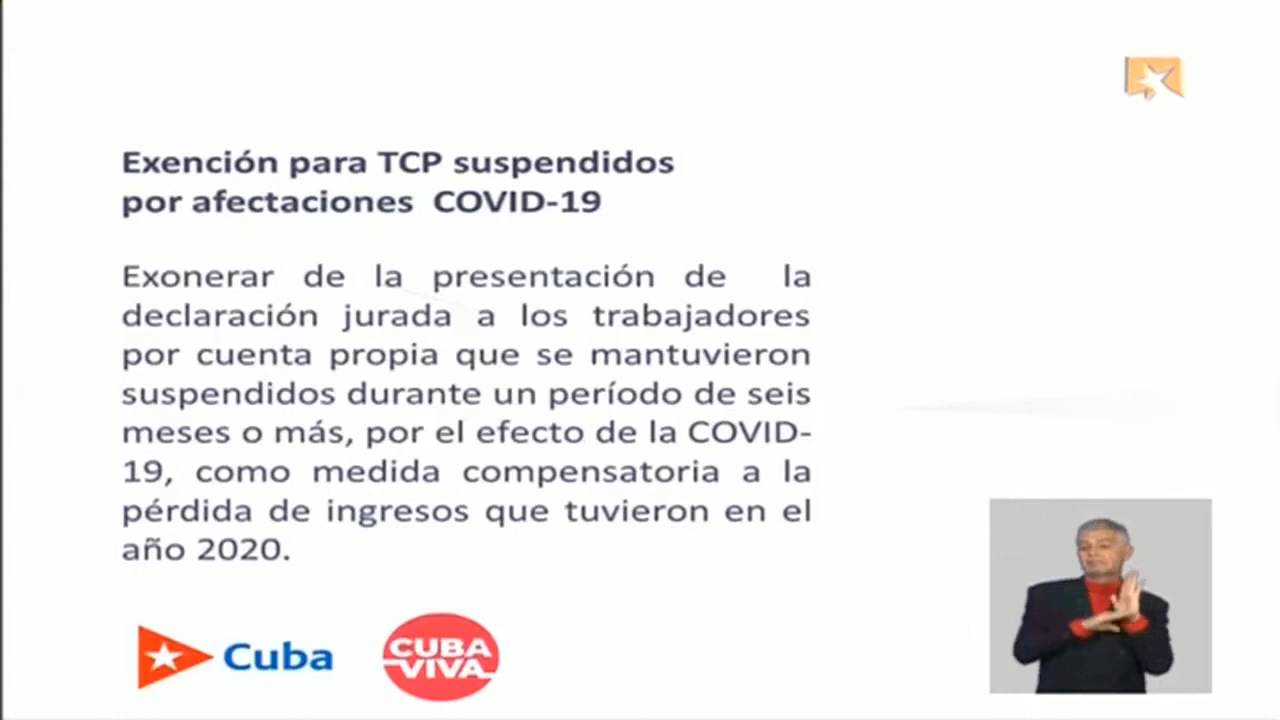 Exención para TCP suspendidos
por afectaciones COVID-19
Exonerar de la presentación de la
declaración jurada a los trabajadores
por cuenta propia que se mantuvieron
suspendidos durante un período de seis
meses o más, por el efecto de la COVID-
19, como medida compensatoria a la
pérdida de ingresos que tuvieron en el
año 2020.
Cuba
CUBA
VIVA